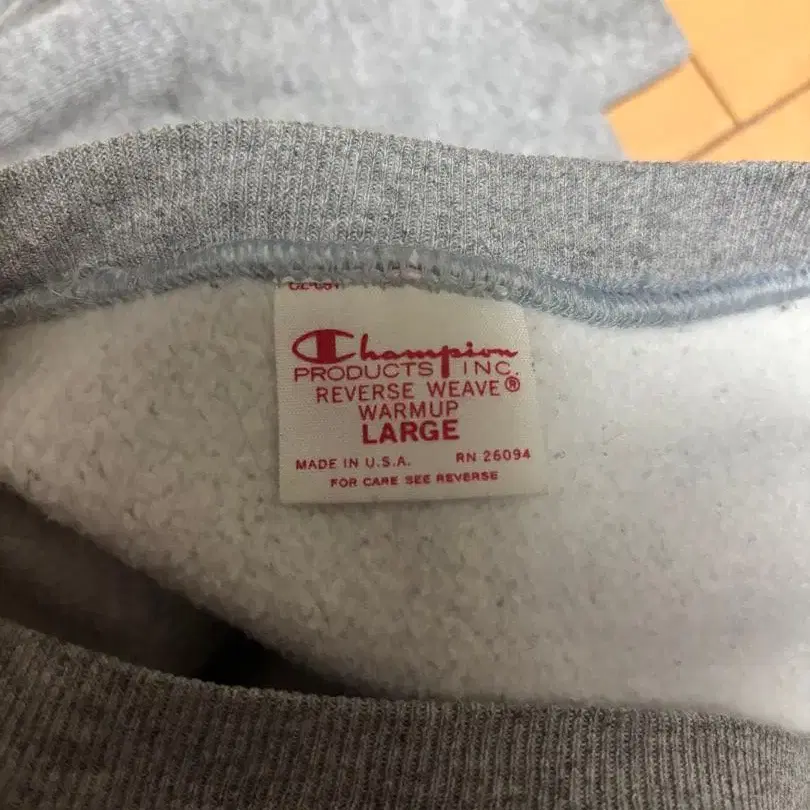 Champion
PRODUCTS INC.
REVERSE WEAVE®
WARMUP
LARGE
MADE IN U.S.A. RN 26094
FOR CARE SEE REVERSE